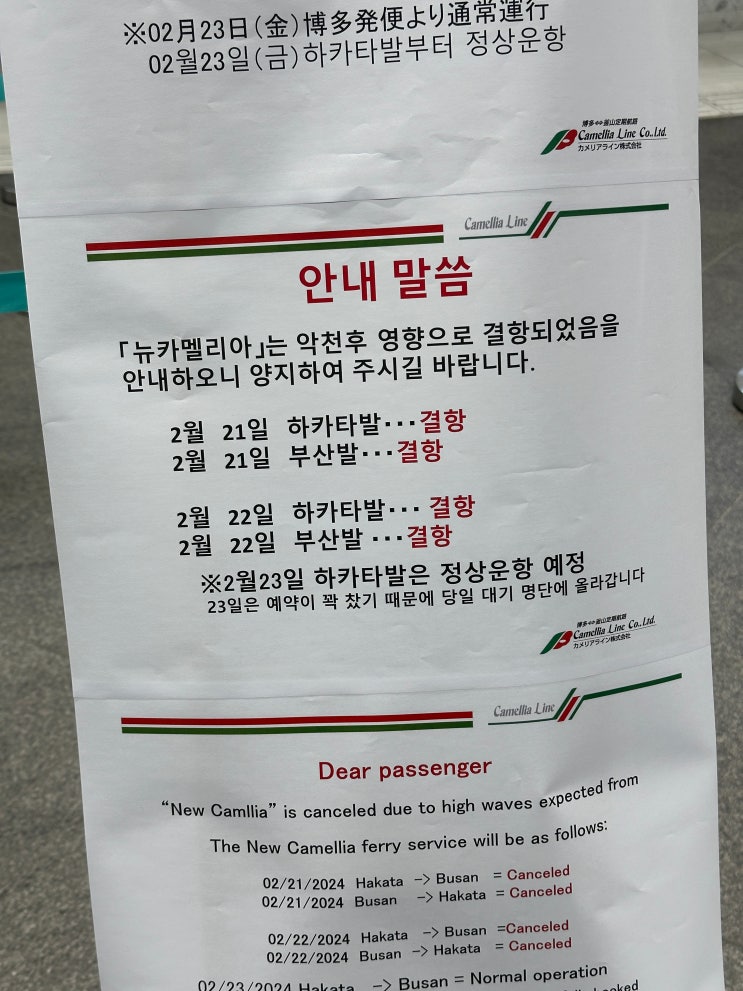 ※02月23日(金)博多発便より通常運行
02월23일(금)하카타발부터 정상운항
博多⇔釜山定期航路
Camellia Line Co.,Ltd.
カメリアライン株式会社
Camellia Line
안내 말씀
「뉴카멜리아」는 악천후 영향으로 결항되었음을
안내하오니 양지하여 주시길 바랍니다.
2월 21일 하카타발･･･결항
2월 21일 부산발･･･결항
2월 22일 하카타발･･･ 결항
2월 22일 부산발 ･･･결항
※2월23일 하카타발은 정상운항 예정
23일은 예약이 꽉 찼기 때문에 당일 대기 명단에 올라갑니다
博多⇔釜山定期航路
Camellia Line Co.,Ltd.
カメリアライン株式会社
Camellia Line
Dear passenger
“New Camllia” is canceled due to high waves expected from
The New Camellia ferry service will be as follows:
02/21/2024 Hakata -> Busan = Canceled
02/21/2024 Busan -> Hakata = Canceled
02/22/2024 Hakata -> Busan =Canceled
02/22/2024 Busan -> Hakata = Canceled
02/23/2024 Hakata -> Busan = Normal operation